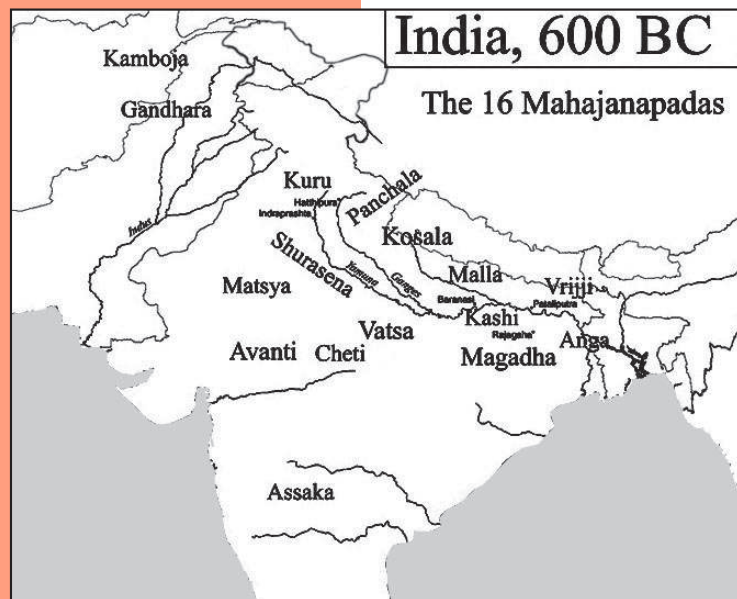 India, 600 BC
The 16 Mahajanapadas
Kamboja
Gandhara
Indus
Kuru
Hatthipura
Indraprashta
Panchala
Shurasena
Yamuna
Ganges
Kosala
Malla
Vrijji
Matsya
Baranasi
Pataliputra
Kashi
Vatsa
Rajagaha
Anga
Avanti
Cheti
Magadha
Assaka